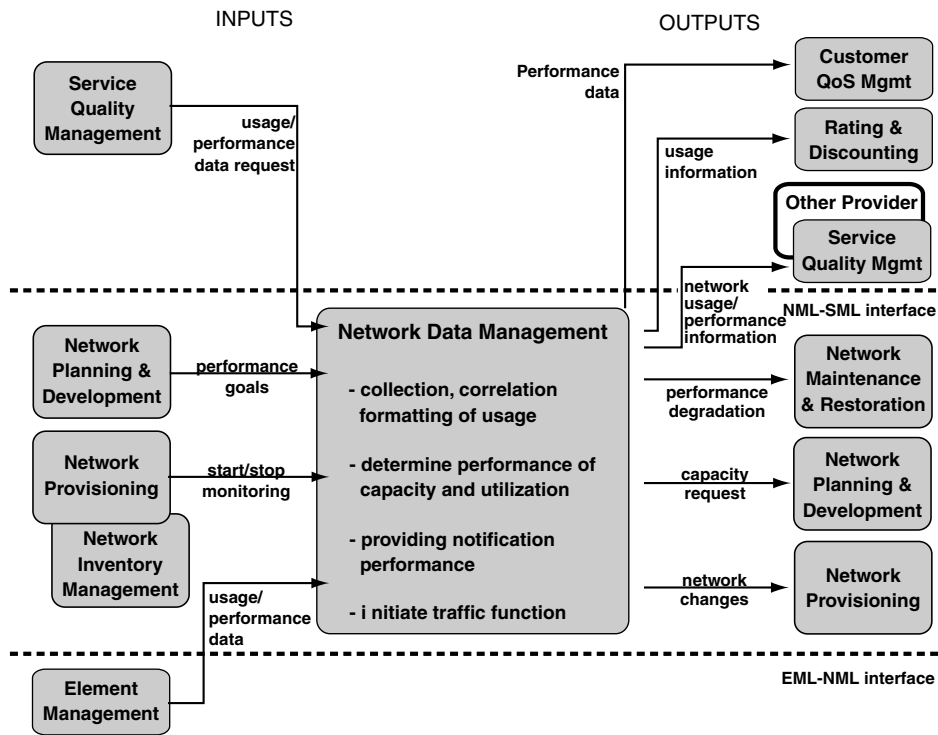 INPUTS
OUTPUTS
Service
Quality
Management
usage/
performance
data request
Performance
data
Customer
QoS Mgmt
usage
information
Rating &
Discounting
Other Provider
Service
Quality Mgmt
network
usage/
performance
information
NML-SML interface
Network
Planning &
Development
performance
goals
Network
Provisioning
start/stop
monitoring
Network
Inventory
Management
usage/
performance
data
Network Data Management
- collection, correlation
formatting of usage
- determine performance of
capacity and utilization
- providing notification
performance
- i nitiate traffic function
performance
degradation
Network
Maintenance
& Restoration
capacity
request
Network
Planning &
Development
network
changes
Network
Provisioning
EML-NML interface
Element
Management